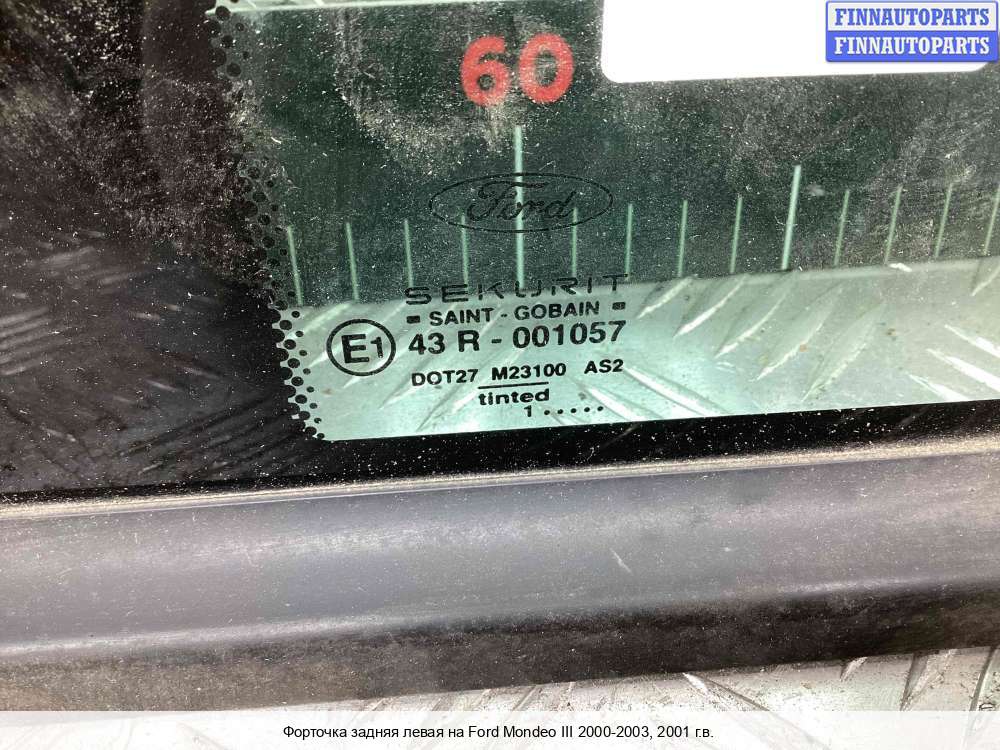 FINNAUTOPARTS
FINNAUTOPARTS
60
Ford
SEKURIT
SAINT - GOBAIN
E1 43 R - 001057
DOT27 M23100 AS2
tinted
1 . . . . .
Форточка задняя левая на Ford Mondeo III 2000-2003, 2001 г.в.